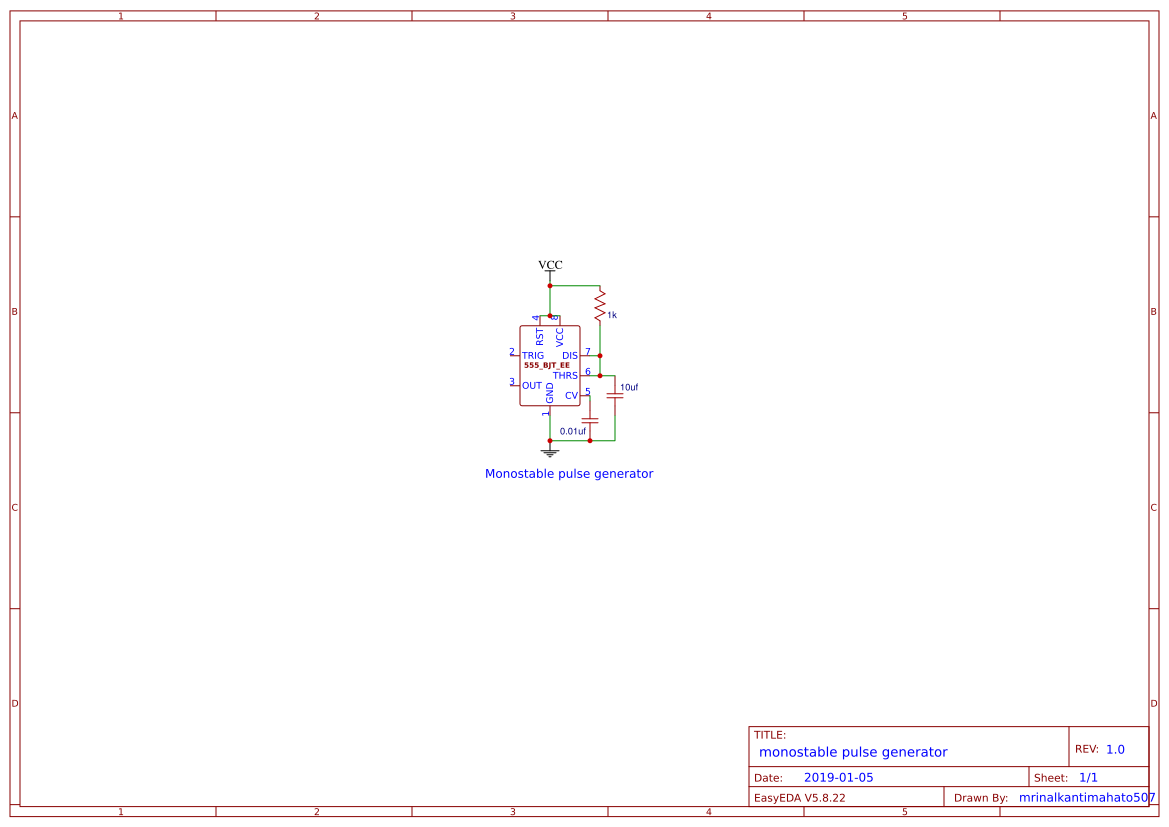 1 2 3 4 5
A A
VCC
4 8 1k
B B
RST VCC
2 TRIG DIS 7
555_BJT_EE
THRS 6
3 OUT GND CV 5 10uf
1
0.01uf
Monostable pulse generator
C C
D D
TITLE:
monostable pulse generator
REV: 1.0
Date: 2019-01-05 Sheet: 1/1
EasyEDA V5.8.22 Drawn By: mrinalkantimahato507
1 2 3 4 5